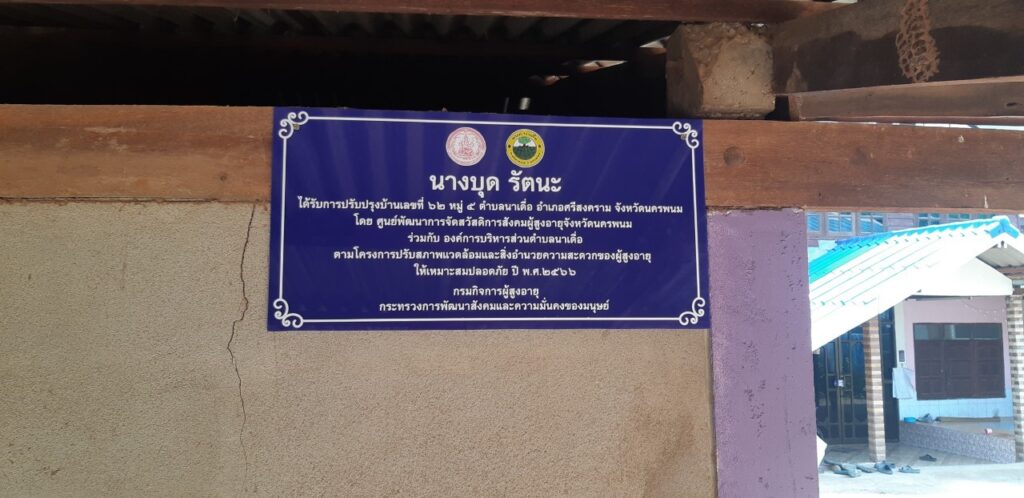 นางบุด รัตนะ
ได้รับการปรับปรุงบ้านเลขที่ ๖๒ หมู่ ๕ ตำบลนาเดื่อ อำเภอศรีสงคราม จังหวัดนครพนม
โดย ศูนย์พัฒนาการจัดสวัสดิการสังคมผู้สูงอายุจังหวัดนครพนม
ร่วมกับ องค์การบริหารส่วนตำบลนาเดื่อ
ตามโครงการปรับสภาพแวดล้อมและสิ่งอำนวยความสะดวกของผู้สูงอายุ
ให้เหมาะสมปลอดภัย ปี พ.ศ.๒๕๖๖
กรมกิจการผู้สูงอายุ
กระทรวงการพัฒนาสังคมและความมั่นคงของมนุษย์